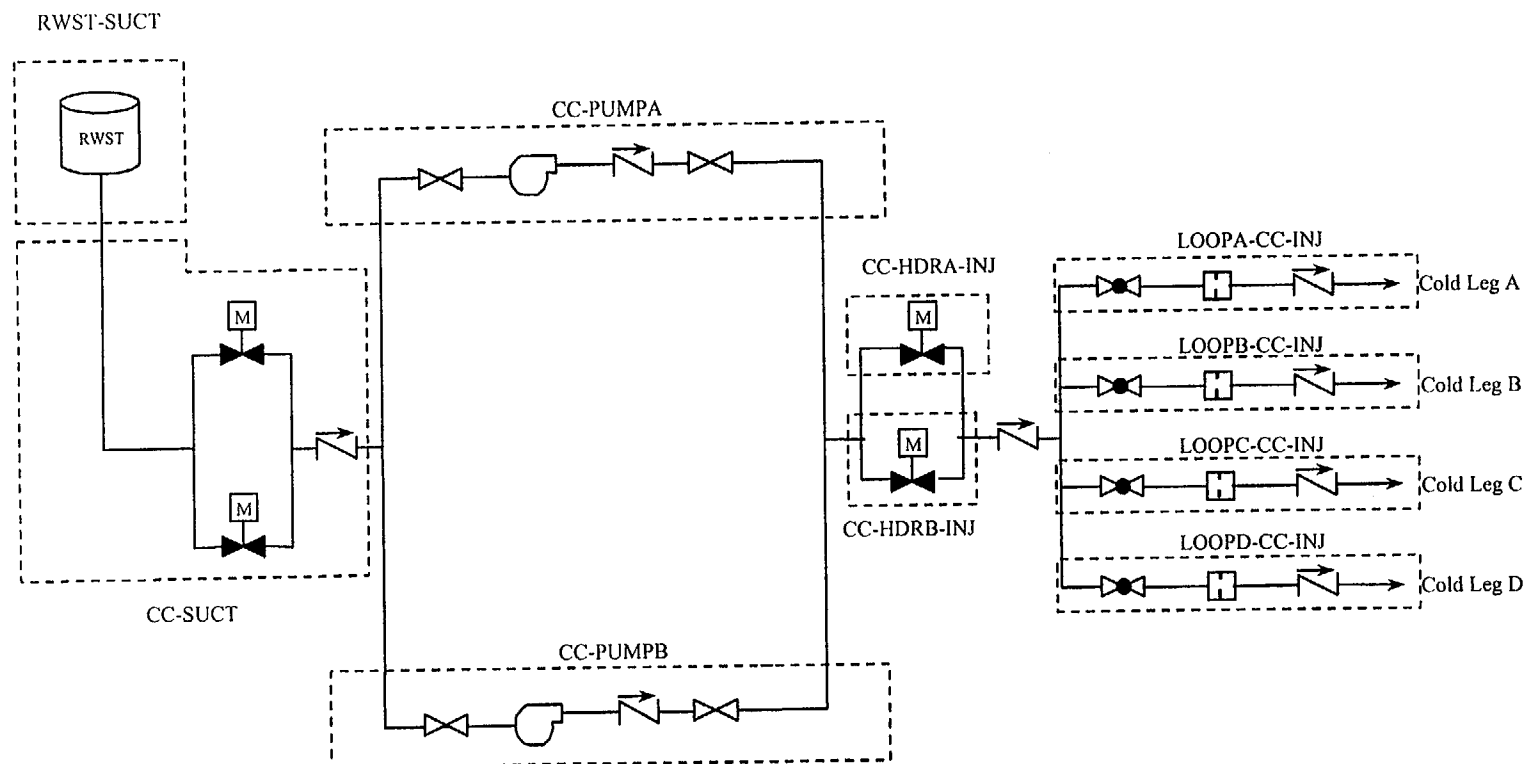 RWST-SUCT
RWST
CC-PUMPA
LOOPA-CC-INJ
CC-HDRA-INJ
Cold Leg A
M
M
LOOPB-CC-INJ
Cold Leg B
M
LOOPC-CC-INJ
Cold Leg C
M
CC-HDRB-INJ
LOOPD-CC-INJ
Cold Leg D
CC-SUCT
CC-PUMPB